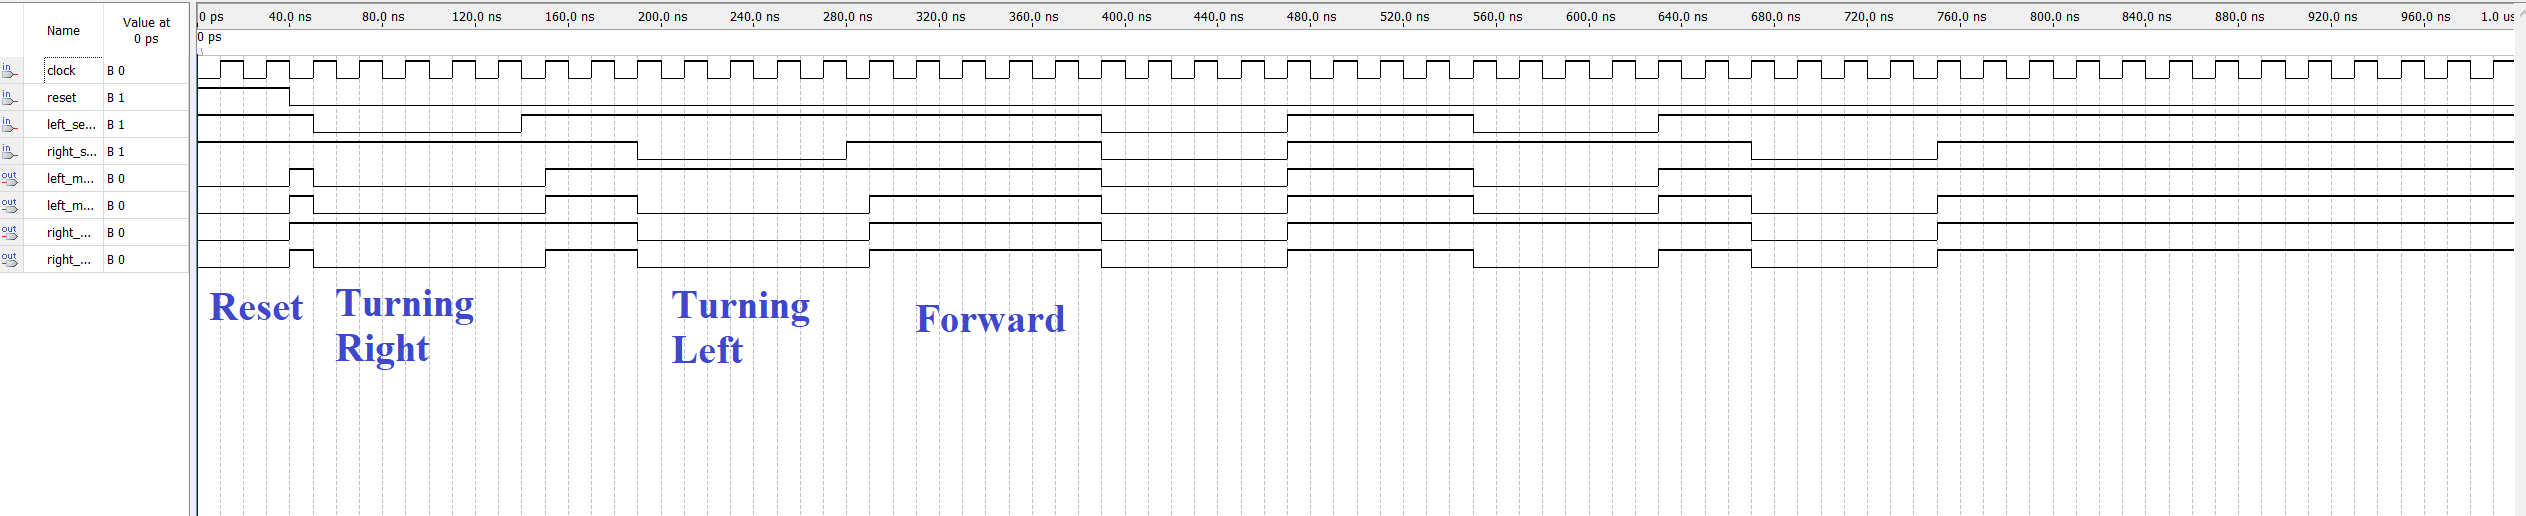 Name
Value at
0 ps
0 ps 40.0 ns 80.0 ns 120.0 ns 160.0 ns 200.0 ns 240.0 ns 280.0 ns 320.0 ns 360.0 ns 400.0 ns 440.0 ns 480.0 ns 520.0 ns 560.0 ns 600.0 ns 640.0 ns 680.0 ns 720.0 ns 760.0 ns 800.0 ns 840.0 ns 880.0 ns 920.0 ns 960.0 ns 1.0 us
0 ps
in clock B 0
in reset B 1
in left_se... B 1
in right_s... B 1
out left_m... B 0
out left_m... B 0
out right_... B 0
out right_... B 0
Reset
Turning
Right
Turning
Left
Forward